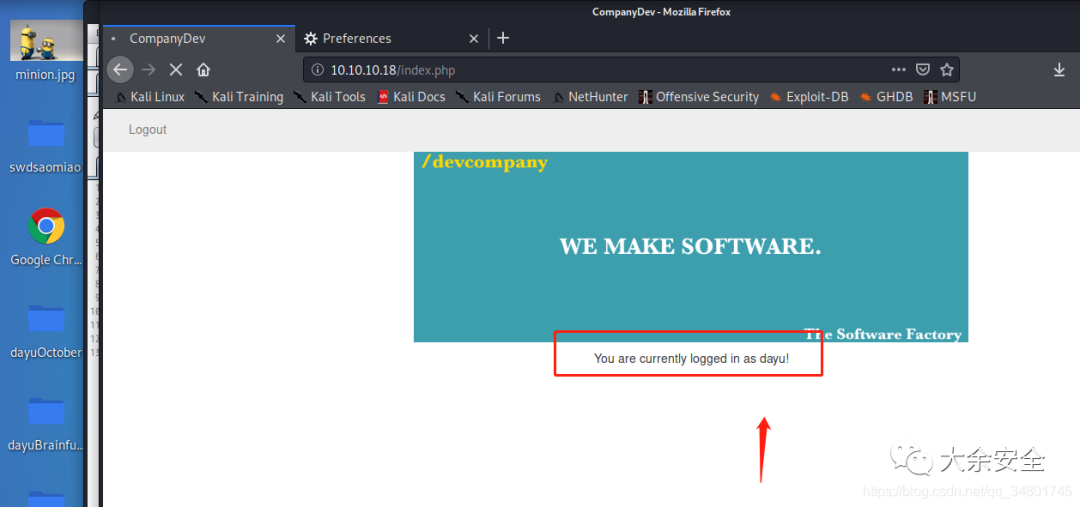 CompanyDev - Mozilla Firefox
CompanyDev
Preferences
10.10.10.18/index.php
Kali Linux Kali Training Kali Tools Kali Docs Kali Forums NetHunter Offensive Security Exploit-DB GHDB MSFU
Logout
/devcompany
WE MAKE SOFTWARE.
The Software Factory
You are currently logged in as dayu!
minion.jpg
swdsaomiao
Google Chr...
dayuOctober
dayuBrainfu...
大余安全
https://blog.csdn.net/qq_34801745